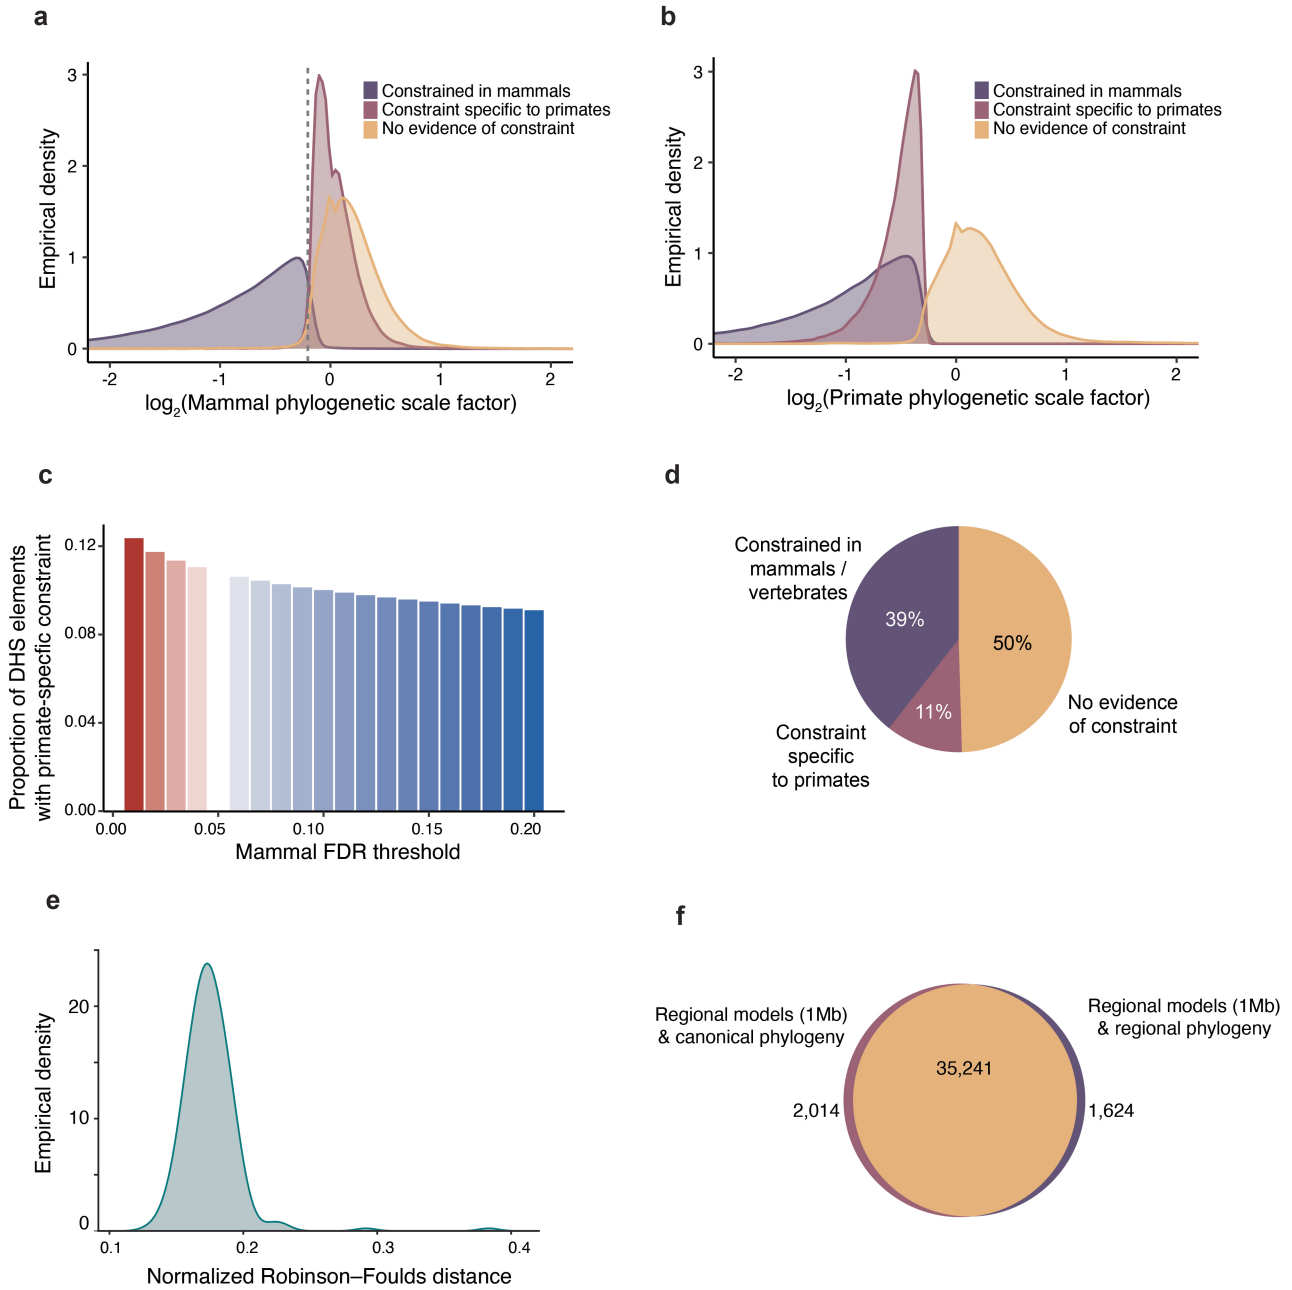 a
3
2
1
0
Empirical density
Constrained in mammals
Constraint specific to primates
No evidence of constraint
-2
-1
0
1
2
log2(Mammal phylogenetic scale factor)
b
3
2
1
0
Empirical density
Constrained in mammals
Constraint specific to primates
No evidence of constraint
-2
-1
0
1
2
log2(Primate phylogenetic scale factor)
c
Proportion of DHS elements
with primate-specfic constraint
0.12
0.08
0.04
0.00
0.00
0.05
0.10
0.15
0.20
Mammal FDR threshold
d
Constrained in
mammals /
vertebrates
39%
50%
11%
No evidence
of constraint
Constraint
specific
to primates
e
Empirical density
20
10
0
0.1
0.2
0.3
0.4
Normalized Robinson–Foulds distance
f
Regional models (1Mb)
& canonical phylogeny
Regional models (1Mb)
& regional phylogeny
35,241
2,014
1,624